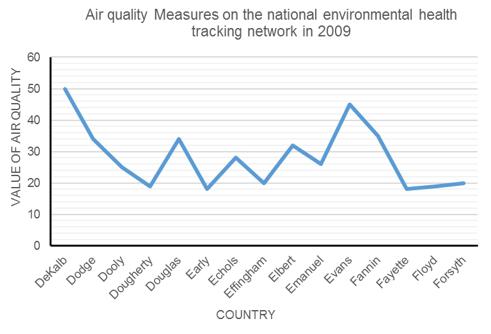 Air quality Measures on the national environmental health
tracking network in 2009
VALUE OF AIR QUALITY
60
50
40
30
20
10
0
DeKalb
Dodge
Dooly
Dougherty
Douglas
Early
Echols
Effingham
Elbert
Emanuel
Evans
Fannin
Fayette
Floyd
Forsyth
COUNTRY